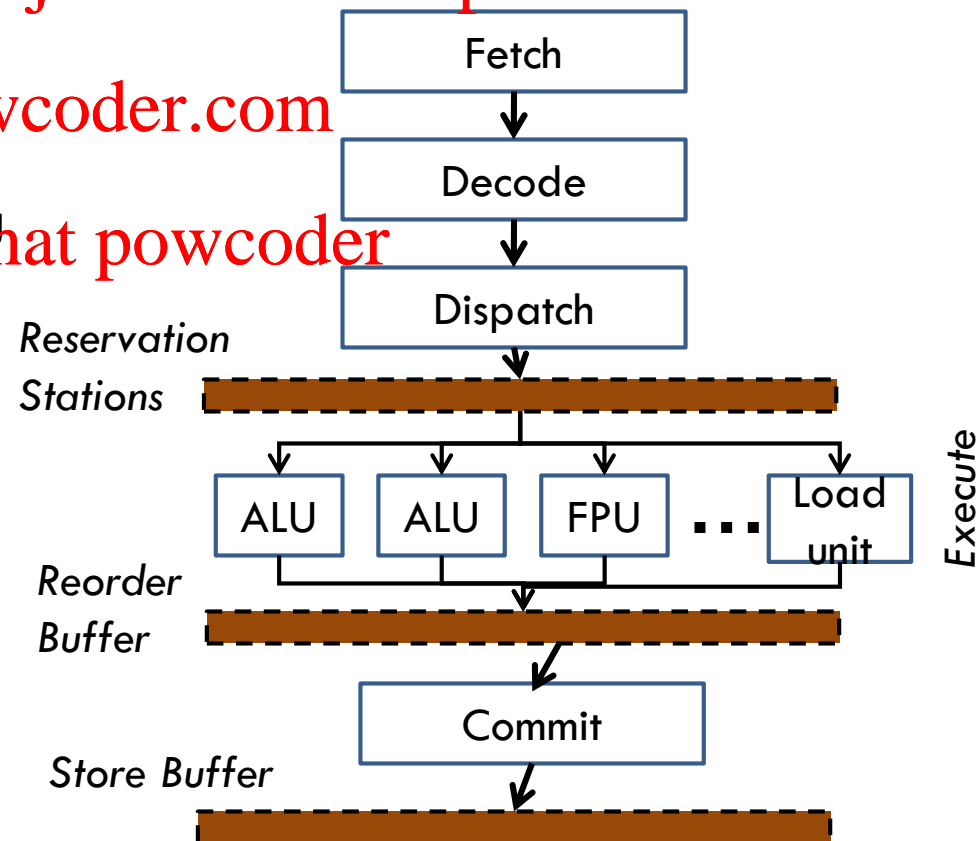 Fetch
wcoder.com
Decode
hat powcoder
Dispatch
Reservation
Stations
ALU
ALU
FPU
...
Load
unit
Execute
Reorder
Buffer
Commit
Store Buffer